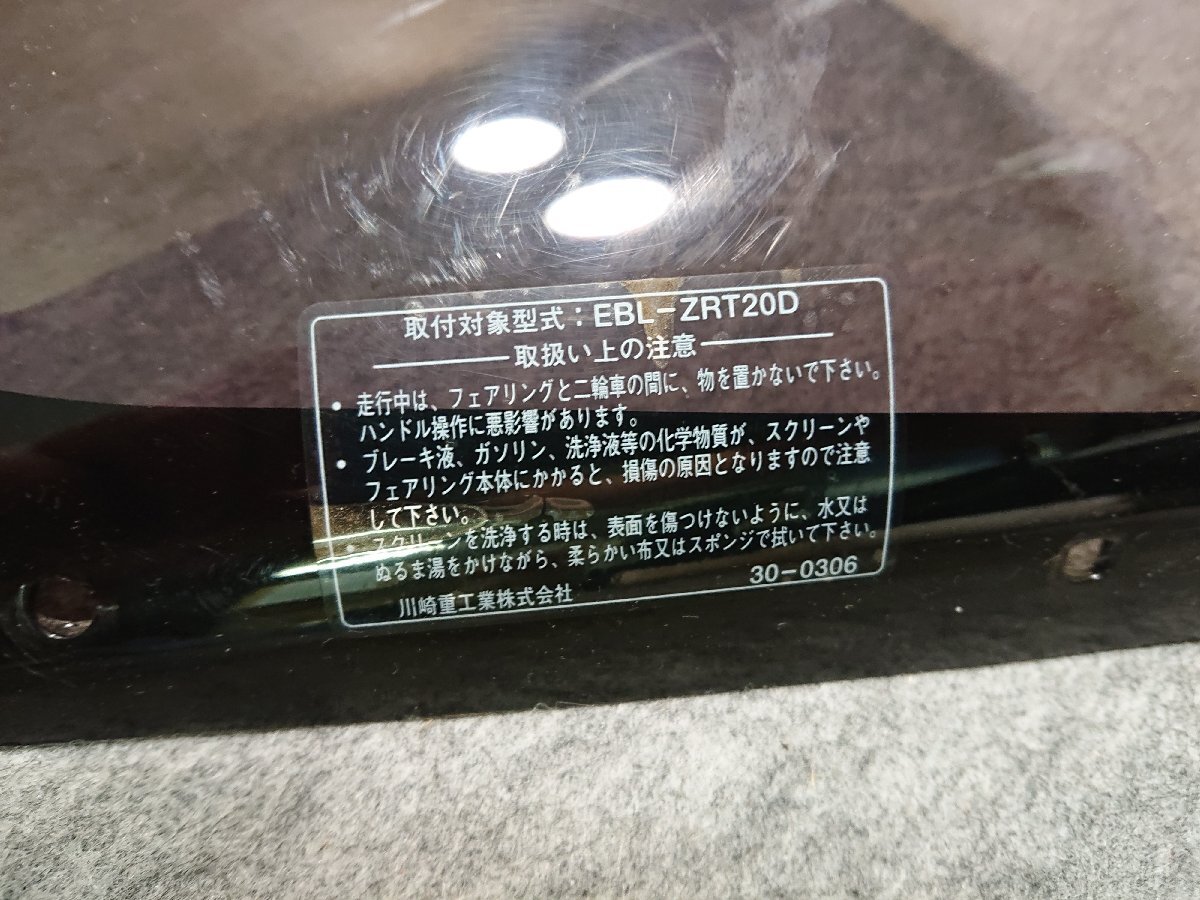 取付対象型式：EBL-ZRT20D
取扱い上の注意
• 走行中は、フェアリングと二輪車の間に、物を置かないで下さい。
ハンドル操作に悪影響があります。
• ブレーキ液、ガソリン、洗浄液等の化学物質が、スクリーンや
フェアリング本体にかかると、損傷の原因となりますので注意
して下さい。
• スクリーンを洗浄する時は、表面を傷つけないように、水又は
ぬるま湯をかけながら、柔らかい布又はスポンジで拭いて下さい。
川崎重工業株式会社 30-0306